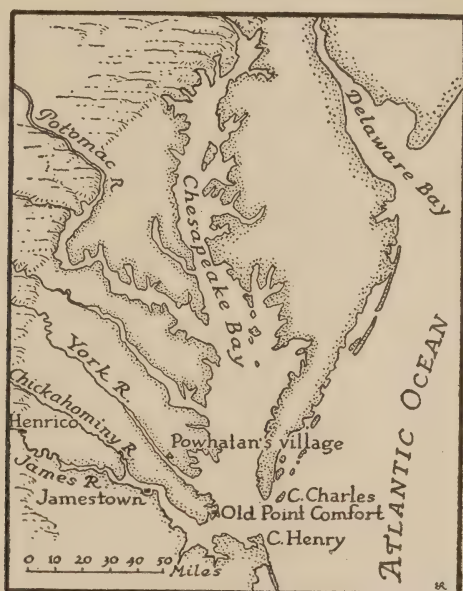 Potomac R.
Delaware Bay
Chesapeake Bay
ATLANTIC OCEAN
York R.
Chickahominy R.
Henrico
Powhatan's village
James R.
Jamestown
C. Charles
Old Point Comfort
C. Henry
0 10 20 30 40 50
Miles